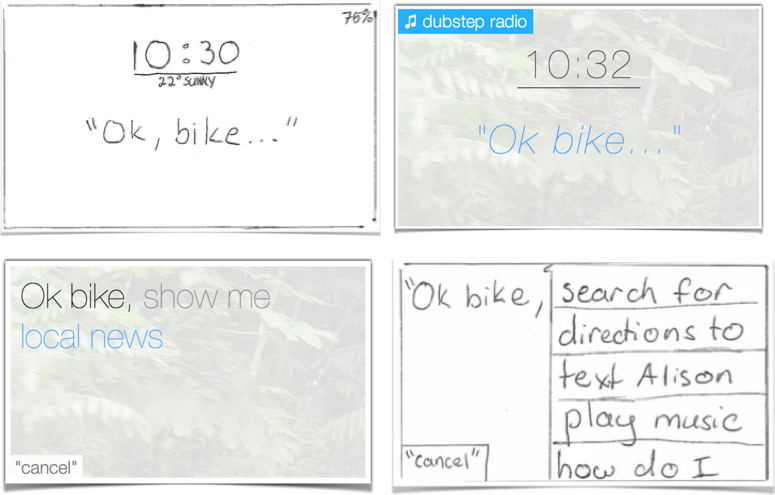 75%
10:30
22° SUNNY
"Ok, bike..."
♫ dubstep radio
10:32
"Ok bike..."
Ok bike, show me
local news
"cancel"
"Ok bike,
search for
directions to
text Alison
play music
how do I
"cancel"